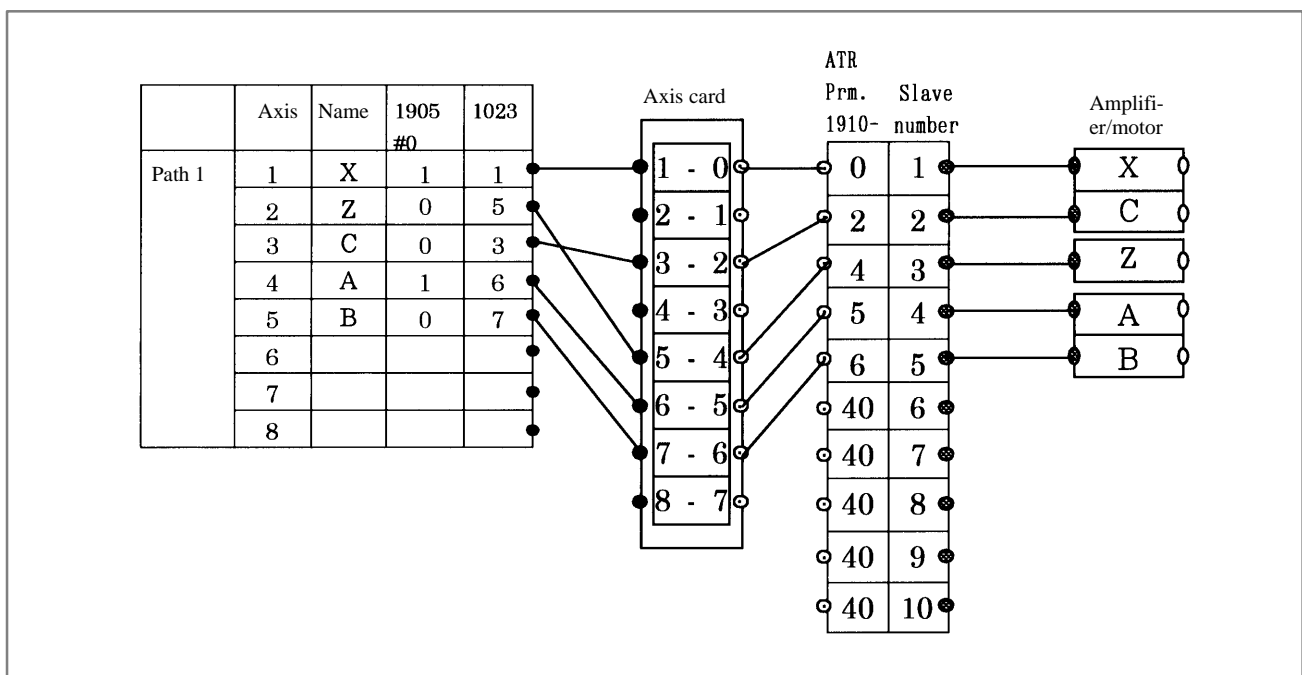 Axis Name 1905 #0 1023
Path 1 1 X 1 1
2 Z 0 5
3 C 0 3
4 A 1 6
5 B 0 7
6
7
8
Axis card
1 - 0
2 - 1
3 - 2
4 - 3
5 - 4
6 - 5
7 - 6
8 - 7
ATR
Prm. Slave
1910- number
0 1
2 2
4 3
5 4
6 5
40 6
40 7
40 8
40 9
40 10
Amplifi-
er/motor
X
C
Z
A
B